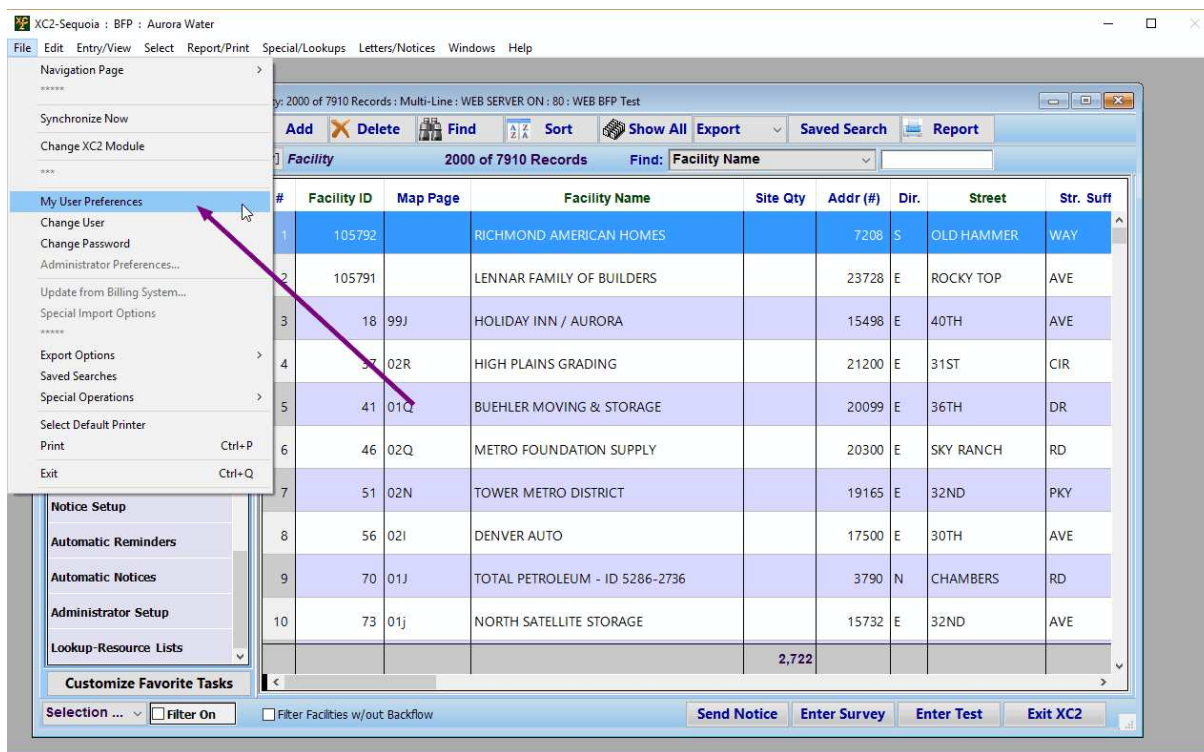 XC2-Sequoia : BFP : Aurora Water
File Edit Entry/View Select Report/Print Special/Lookups Letters/Notices Windows Help
Navigation Page >
*****
Synchronize Now
Change XC2 Module
***
My User Preferences
Change User
Change Password
Administrator Preferences...
Update from Billing System...
Special Import Options
*****
Export Options >
Saved Searches
Special Operations >
Select Default Printer
Print Ctrl+P
Exit Ctrl+Q
Notice Setup
Automatic Reminders
Automatic Notices
Administrator Setup
Lookup-Resource Lists
Customize Favorite Tasks
Selection ... Filter On
2000 of 7910 Records : Multi-Line : WEB SERVER ON : 80 : WEB BFP Test
Add Delete Find Sort Show All Export Saved Search Report
Facility 2000 of 7910 Records Find: Facility Name
# Facility ID Map Page Facility Name Site Qty Addr (#) Dir. Street Str. Suff
1 105792 RICHMOND AMERICAN HOMES 7208 S OLD HAMMER WAY
2 105791 LENNAR FAMILY OF BUILDERS 23728 E ROCKY TOP AVE
3 18 99J HOLIDAY INN / AURORA 15498 E 40TH AVE
4 37 02R HIGH PLAINS GRADING 21200 E 31ST CIR
5 41 01Q BUEHLER MOVING & STORAGE 20099 E 36TH DR
6 46 02Q METRO FOUNDATION SUPPLY 20300 E SKY RANCH RD
7 51 02N TOWER METRO DISTRICT 19165 E 32ND PKY
8 56 02I DENVER AUTO 17500 E 30TH AVE
9 70 01J TOTAL PETROLEUM - ID 5286-2736 3790 N CHAMBERS RD
10 73 01j NORTH SATELLITE STORAGE 15732 E 32ND AVE
2,722
Filter Facilities w/out Backflow Send Notice Enter Survey Enter Test Exit XC2